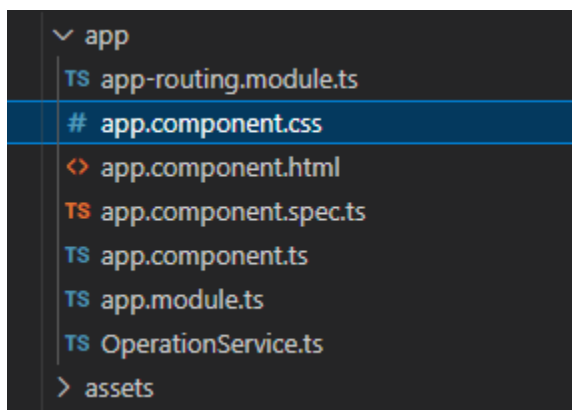 app
TS app-routing.module.ts
# app.component.css
<> app.component.html
TS app.component.spec.ts
TS app.component.ts
TS app.module.ts
TS OperationService.ts
assets